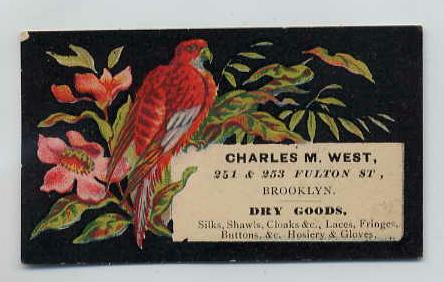 CHARLES M. WEST,
251 & 253 FULTON ST,
BROOKLYN.
DRY GOODS,
Silks, Shawls, Cloaks &c., Laces, Fringes,
Buttons, &c. Hosiery & Gloves.